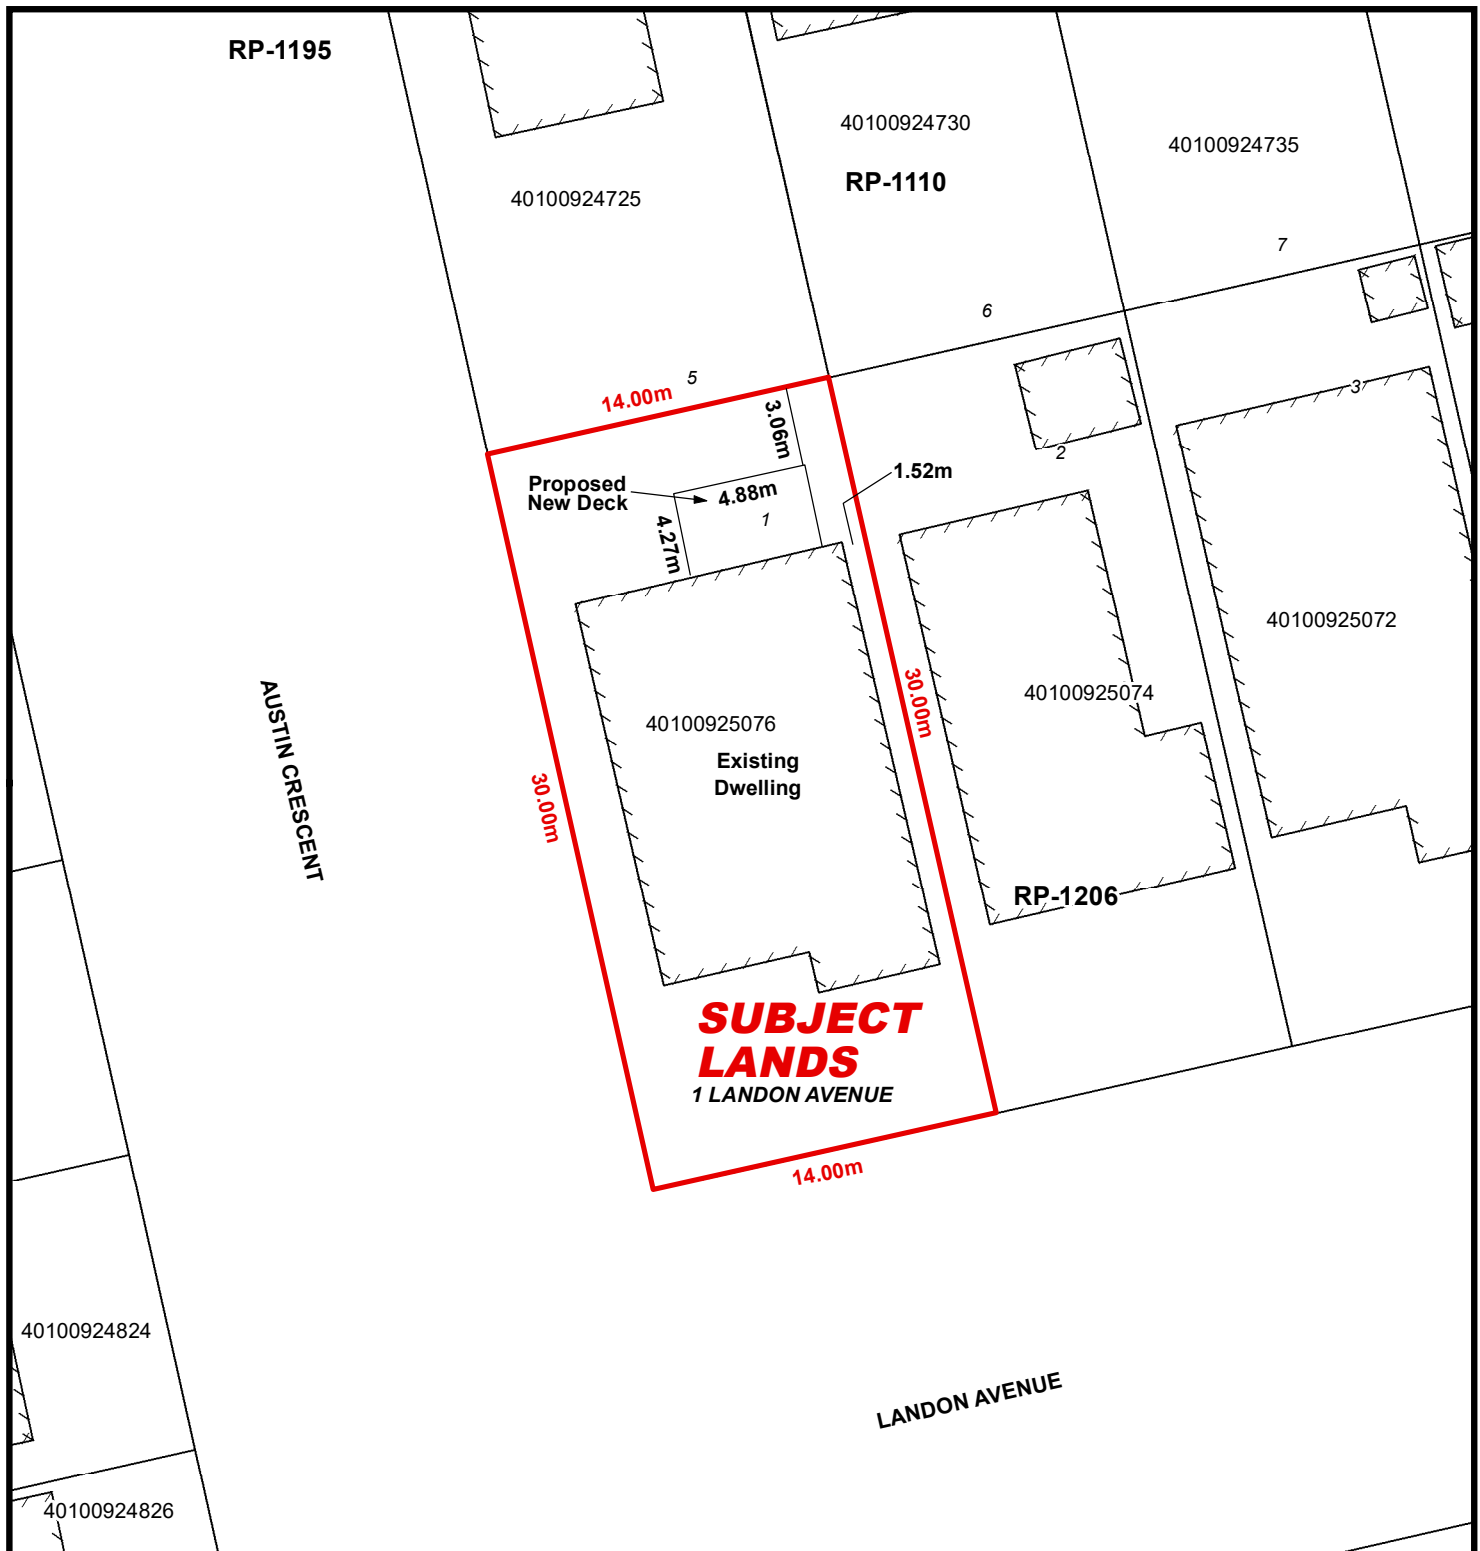 RP-1195
40100924730
40100924735
RP-1110
40100924725
7
6
5
14.00m
3.06m
3
2
1.52m
Proposed
New Deck
4.88m
1
4.27m
40100925072
40100925074
30.00m
40100925076
Existing
Dwelling
AUSTIN CRESCENT
30.00m
RP-1206
SUBJECT
LANDS
1 LANDON AVENUE
14.00m
40100924824
LANDON AVENUE
40100924826